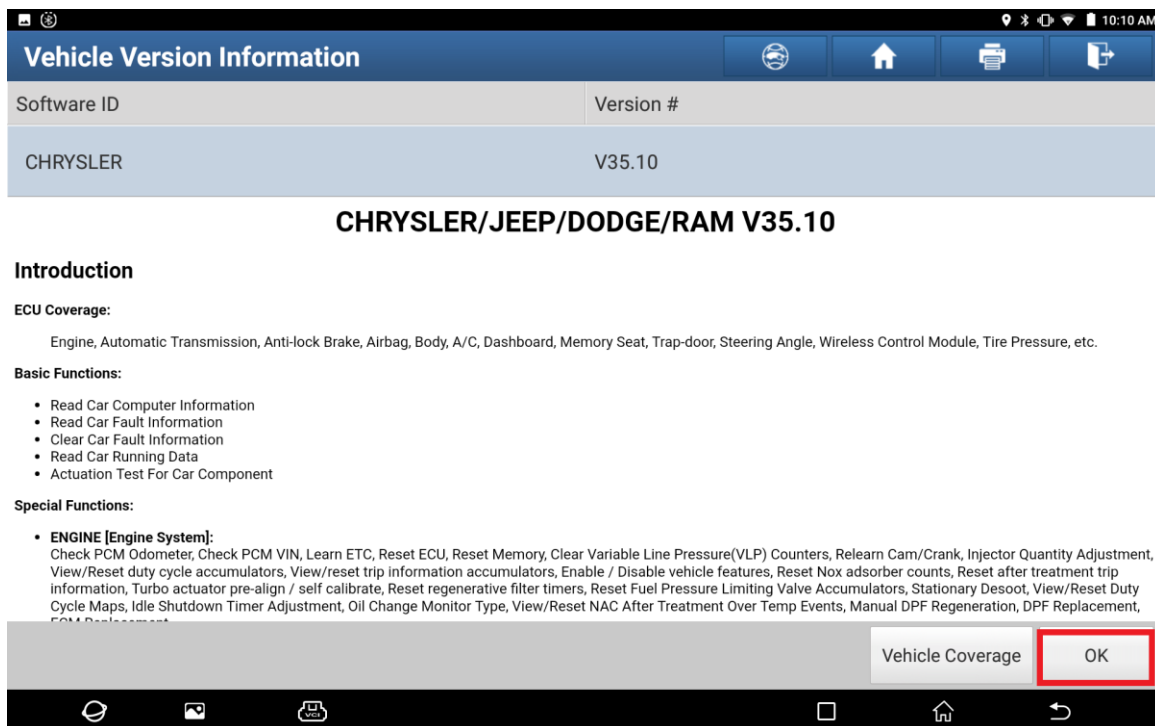 10:10 AM
Vehicle Version Information
Software ID Version #
CHRYSLER V35.10
CHRYSLER/JEEP/DODGE/RAM V35.10
Introduction
ECU Coverage:
Engine, Automatic Transmission, Anti-lock Brake, Airbag, Body, A/C, Dashboard, Memory Seat, Trap-door, Steering Angle, Wireless Control Module, Tire Pressure, etc.
Basic Functions:
• Read Car Computer Information
• Read Car Fault Information
• Clear Car Fault Information
• Read Car Running Data
• Actuation Test For Car Component
Special Functions:
• ENGINE [Engine System]:
Check PCM Odometer, Check PCM VIN, Learn ETC, Reset ECU, Reset Memory, Clear Variable Line Pressure(VLP) Counters, Relearn Cam/Crank, Injector Quantity Adjustment,
View/Reset duty cycle accumulators, View/reset trip information accumulators, Enable / Disable vehicle features, Reset Nox adsorber counts, Reset after treatment trip
information, Turbo actuator pre-align / self calibrate, Reset regenerative filter timers, Reset Fuel Pressure Limiting Valve Accumulators, Stationary Desoot, View/Reset Duty
Cycle Maps, Idle Shutdown Timer Adjustment, Oil Change Monitor Type, View/Reset NAC After Treatment Over Temp Events, Manual DPF Regeneration, DPF Replacement,
Vehicle Coverage OK
VCI